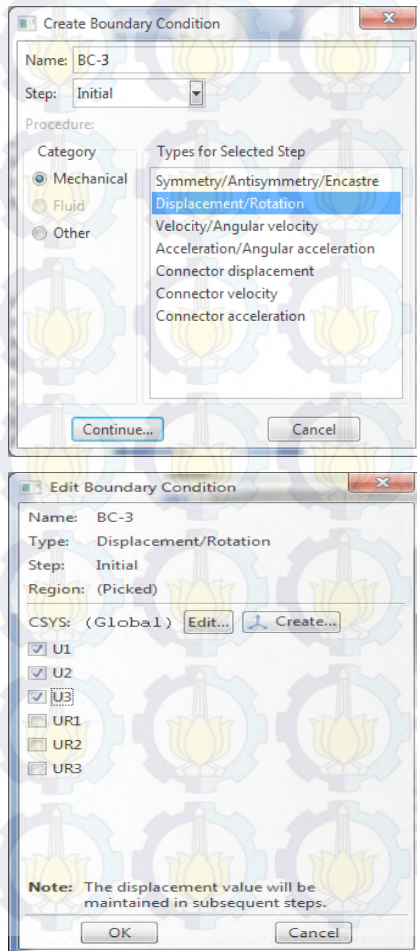 Create Boundary Condition
Name: BC-3
Step: Initial
Procedure:
Category
Types for Selected Step
Mechanical
Fluid
Other
Symmetry/Antisymmetry/Encastre
Displacement/Rotation
Velocity/Angular velocity
Acceleration/Angular acceleration
Connector displacement
Connector velocity
Connector acceleration
Continue... Cancel
Edit Boundary Condition
Name: BC-3
Type: Displacement/Rotation
Step: Initial
Region: (Picked)
CSYS: (Global) Edit... Create...
U1
U2
U3
UR1
UR2
UR3
Note: The displacement value will be
maintained in subsequent steps.
OK Cancel